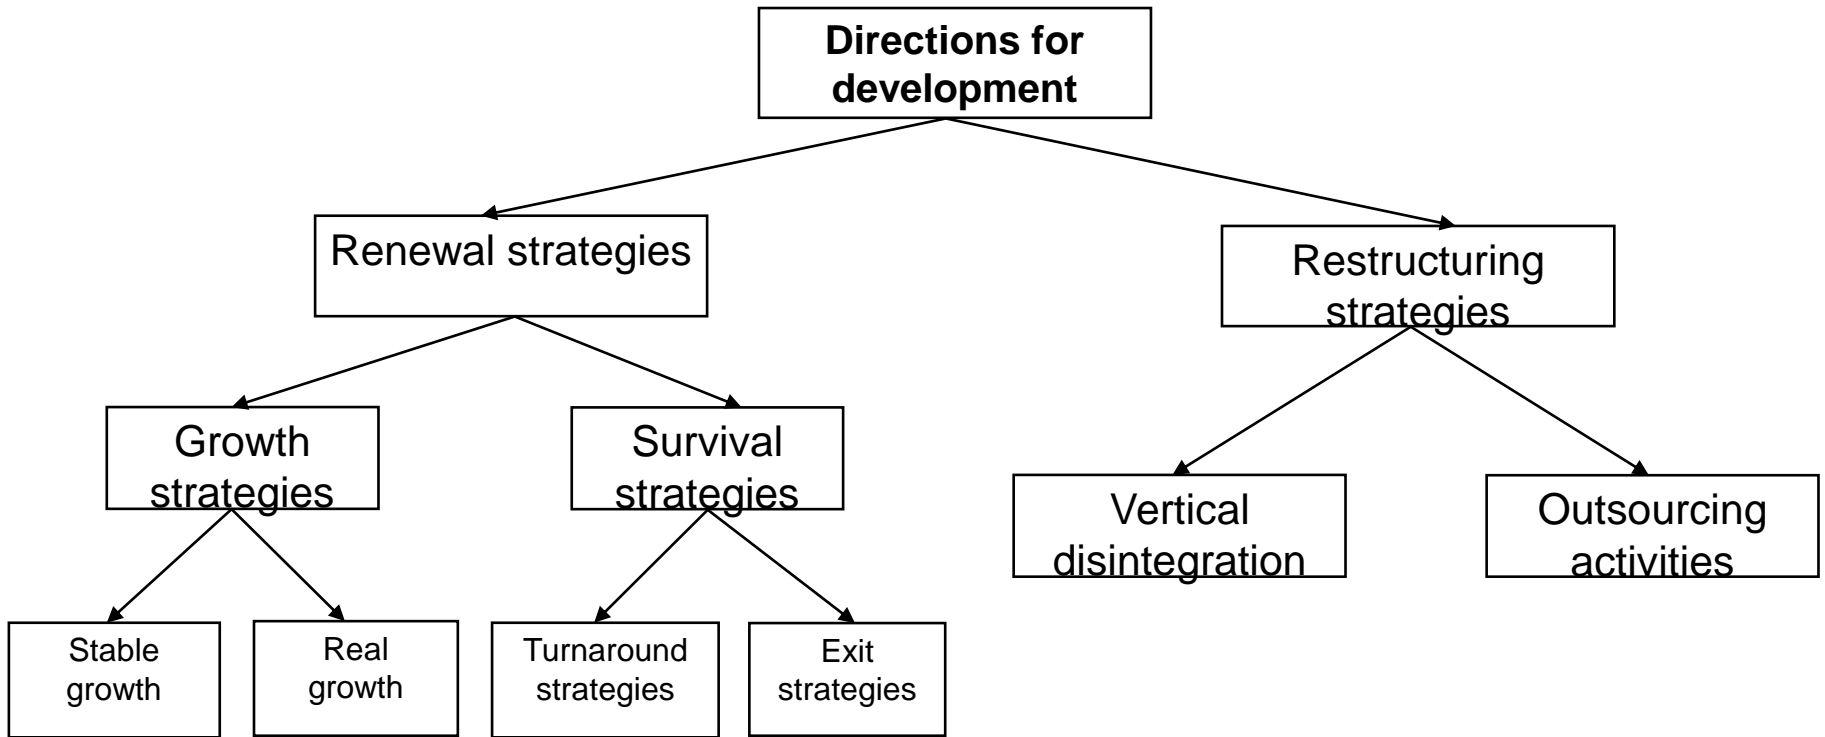 Directions for
development
Renewal strategies
Restructuring
strategies
Growth
strategies
Survival
strategies
Vertical
disintegration
Outsourcing
activities
Stable
growth
Real
growth
Turnaround
strategies
Exit
strategies